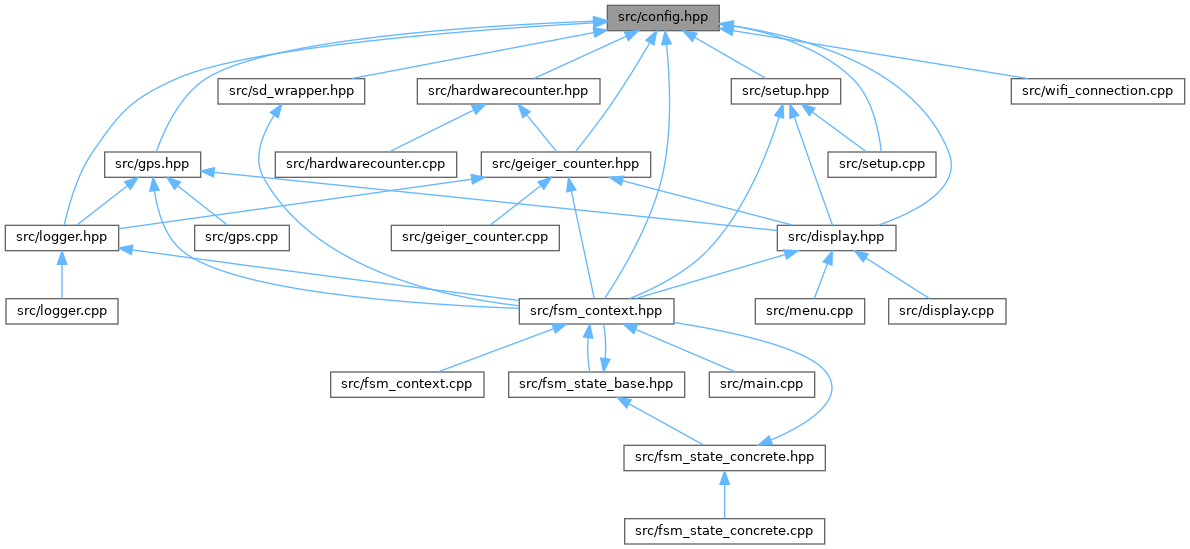 src/config.hpp
src/sd_wrapper.hpp
src/hardwarecounter.hpp
src/setup.hpp
src/wifi_connection.cpp
src/gps.hpp
src/hardwarecounter.cpp
src/geiger_counter.hpp
src/setup.cpp
src/logger.hpp
src/gps.cpp
src/geiger_counter.cpp
src/display.hpp
src/logger.cpp
src/fsm_context.hpp
src/menu.cpp
src/display.cpp
src/fsm_context.cpp
src/fsm_state_base.hpp
src/main.cpp
src/fsm_state_concrete.hpp
src/fsm_state_concrete.cpp